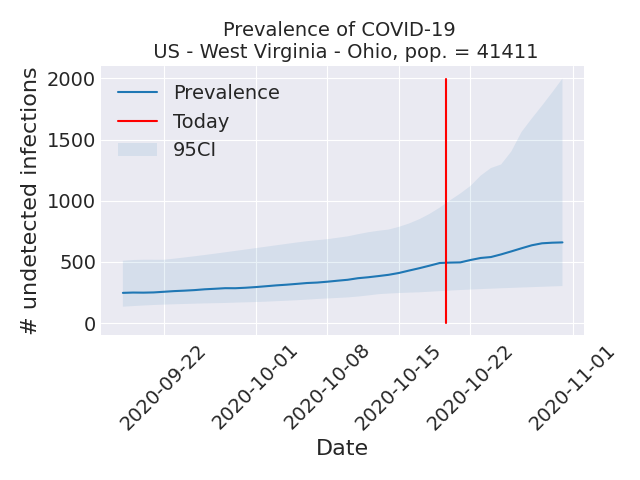 Prevalence of COVID-19
US - West Virginia - Ohio, pop. = 41411
# undetected infections
2000
1500
1000
500
0
Prevalence
Today
95CI
2020-09-22
2020-10-01
2020-10-08
2020-10-15
2020-10-22
2020-11-01
Date